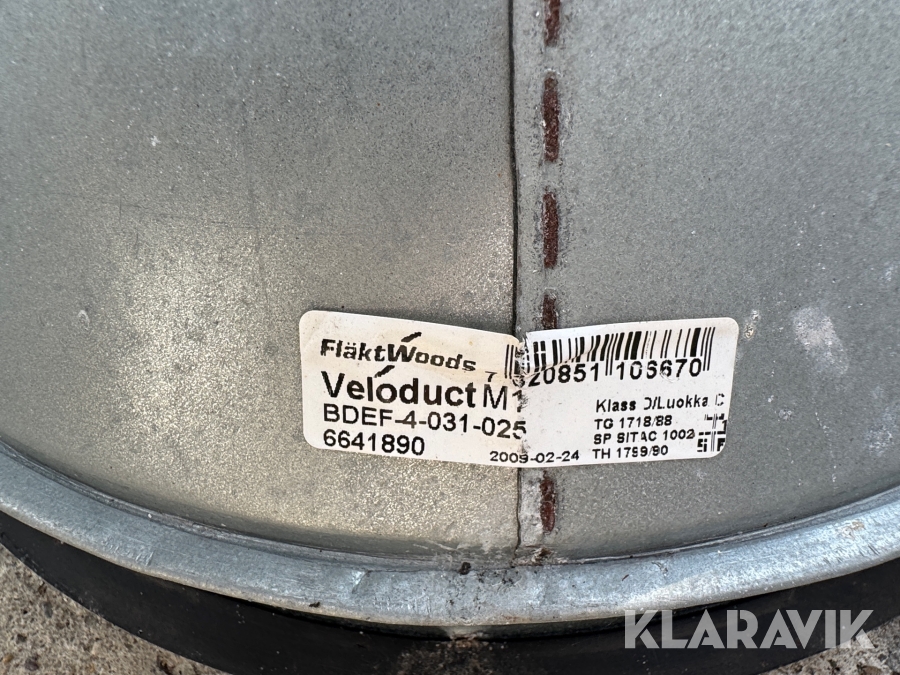 FläktWoods
7 320851 106670
Veloduct M1
BDEF-4-031-025
6641890
2009-02-24
Klass D/Luokka C
TG 1718/88
SP SITAC 1002
TH 1799/90
KLARAVIK